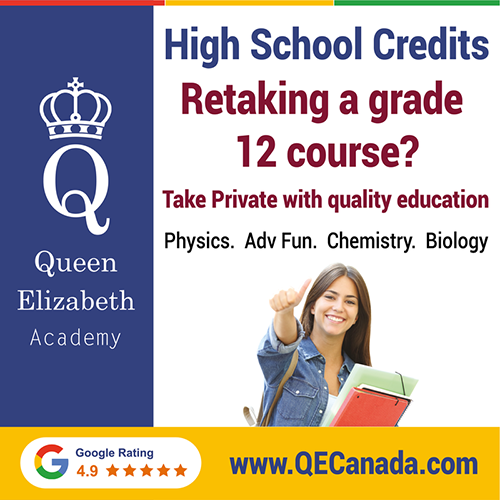 Q
Queen
Elizabeth
Academy
High School Credits
Retaking a grade
12 course?
Take Private with quality education
Physics. Adv Fun. Chemistry. Biology
G
Google Rating
4.9
www.QECanada.com